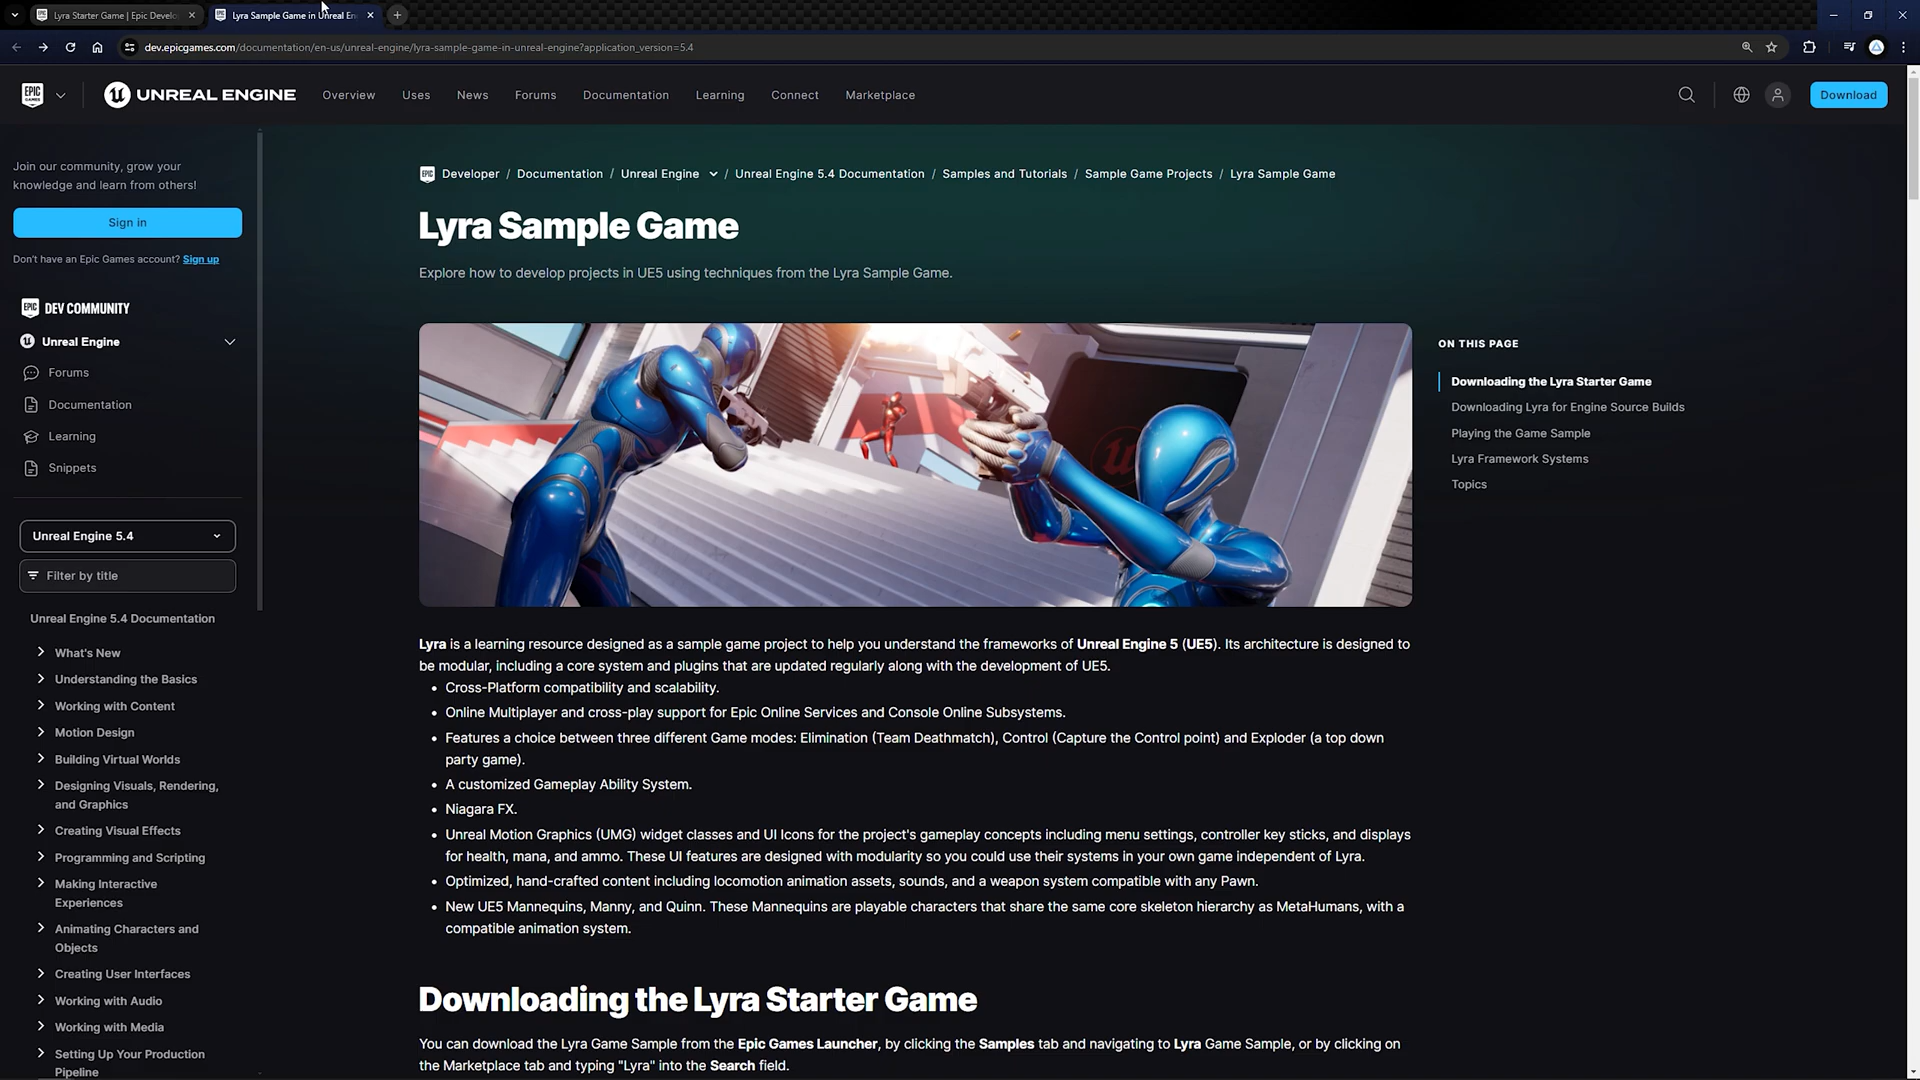 Lyra Starter Game | Epic Develo
Lyra Sample Game in Unreal En
dev.epicgames.com/documentation/en-us/unreal-engine/lyra-sample-game-in-unreal-engine?application_version=5.4
EPIC GAMES
UNREAL ENGINE
Overview
Uses
News
Forums
Documentation
Learning
Connect
Marketplace
Download
Join our community, grow your
knowledge and learn from others!
Sign in
Don't have an Epic Games account? Sign up
EPIC DEV COMMUNITY
Unreal Engine
Forums
Documentation
Learning
Snippets
Unreal Engine 5.4
Filter by title
Unreal Engine 5.4 Documentation
What's New
Understanding the Basics
Working with Content
Motion Design
Building Virtual Worlds
Designing Visuals, Rendering,
and Graphics
Creating Visual Effects
Programming and Scripting
Making Interactive
Experiences
Animating Characters and
Objects
Creating User Interfaces
Working with Audio
Working with Media
Setting Up Your Production
Pipeline
EPIC Developer / Documentation / Unreal Engine / Unreal Engine 5.4 Documentation / Samples and Tutorials / Sample Game Projects / Lyra Sample Game
Lyra Sample Game
Explore how to develop projects in UE5 using techniques from the Lyra Sample Game.
Lyra is a learning resource designed as a sample game project to help you understand the frameworks of Unreal Engine 5 (UE5). Its architecture is designed to
be modular, including a core system and plugins that are updated regularly along with the development of UE5.
• Cross-Platform compatibility and scalability.
• Online Multiplayer and cross-play support for Epic Online Services and Console Online Subsystems.
• Features a choice between three different Game modes: Elimination (Team Deathmatch), Control (Capture the Control point) and Exploder (a top down
party game).
• A customized Gameplay Ability System.
• Niagara FX.
• Unreal Motion Graphics (UMG) widget classes and UI Icons for the project's gameplay concepts including menu settings, controller key sticks, and displays
for health, mana, and ammo. These UI features are designed with modularity so you could use their systems in your own game independent of Lyra.
• Optimized, hand-crafted content including locomotion animation assets, sounds, and a weapon system compatible with any Pawn.
• New UE5 Mannequins, Manny, and Quinn. These Mannequins are playable characters that share the same core skeleton hierarchy as MetaHumans, with a
compatible animation system.
Downloading the Lyra Starter Game
You can download the Lyra Game Sample from the Epic Games Launcher, by clicking the Samples tab and navigating to Lyra Game Sample, or by clicking on
the Marketplace tab and typing "Lyra" into the Search field.
ON THIS PAGE
Downloading the Lyra Starter Game
Downloading Lyra for Engine Source Builds
Playing the Game Sample
Lyra Framework Systems
Topics